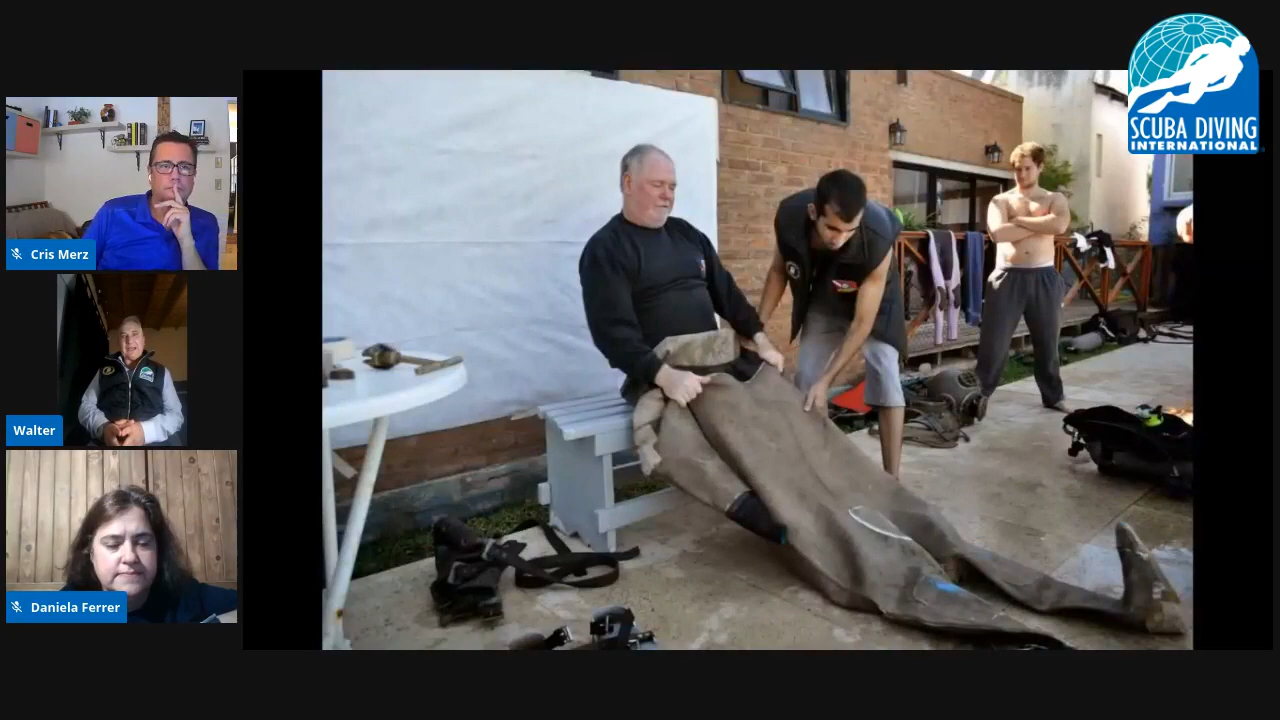 Cris Merz
Walter
Daniela Ferrer
SCUBA DIVING
INTERNATIONAL